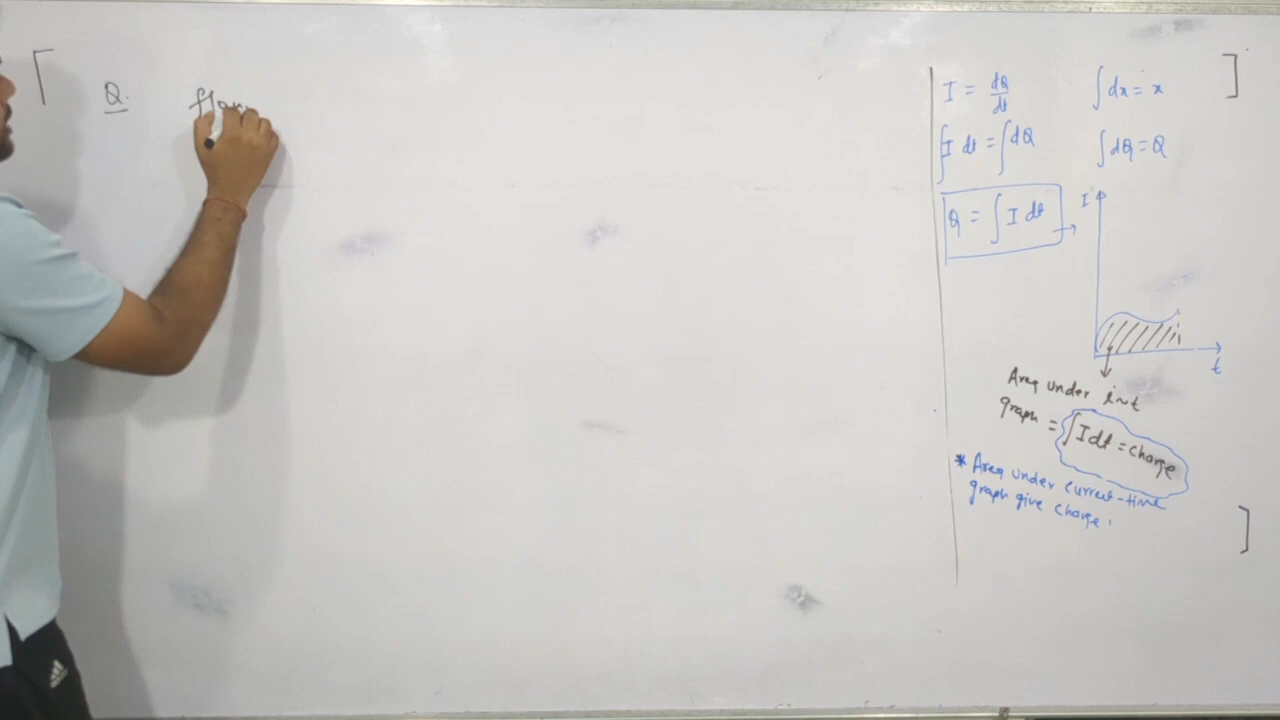 Q.
I = dQ/dt
∫dx = x
∫I dt = ∫dQ
∫dQ = Q
Q = ∫I dt →
I
t
Area under i~t
graph = ∫Idt = charge
* Area under current-time
graph give charge.